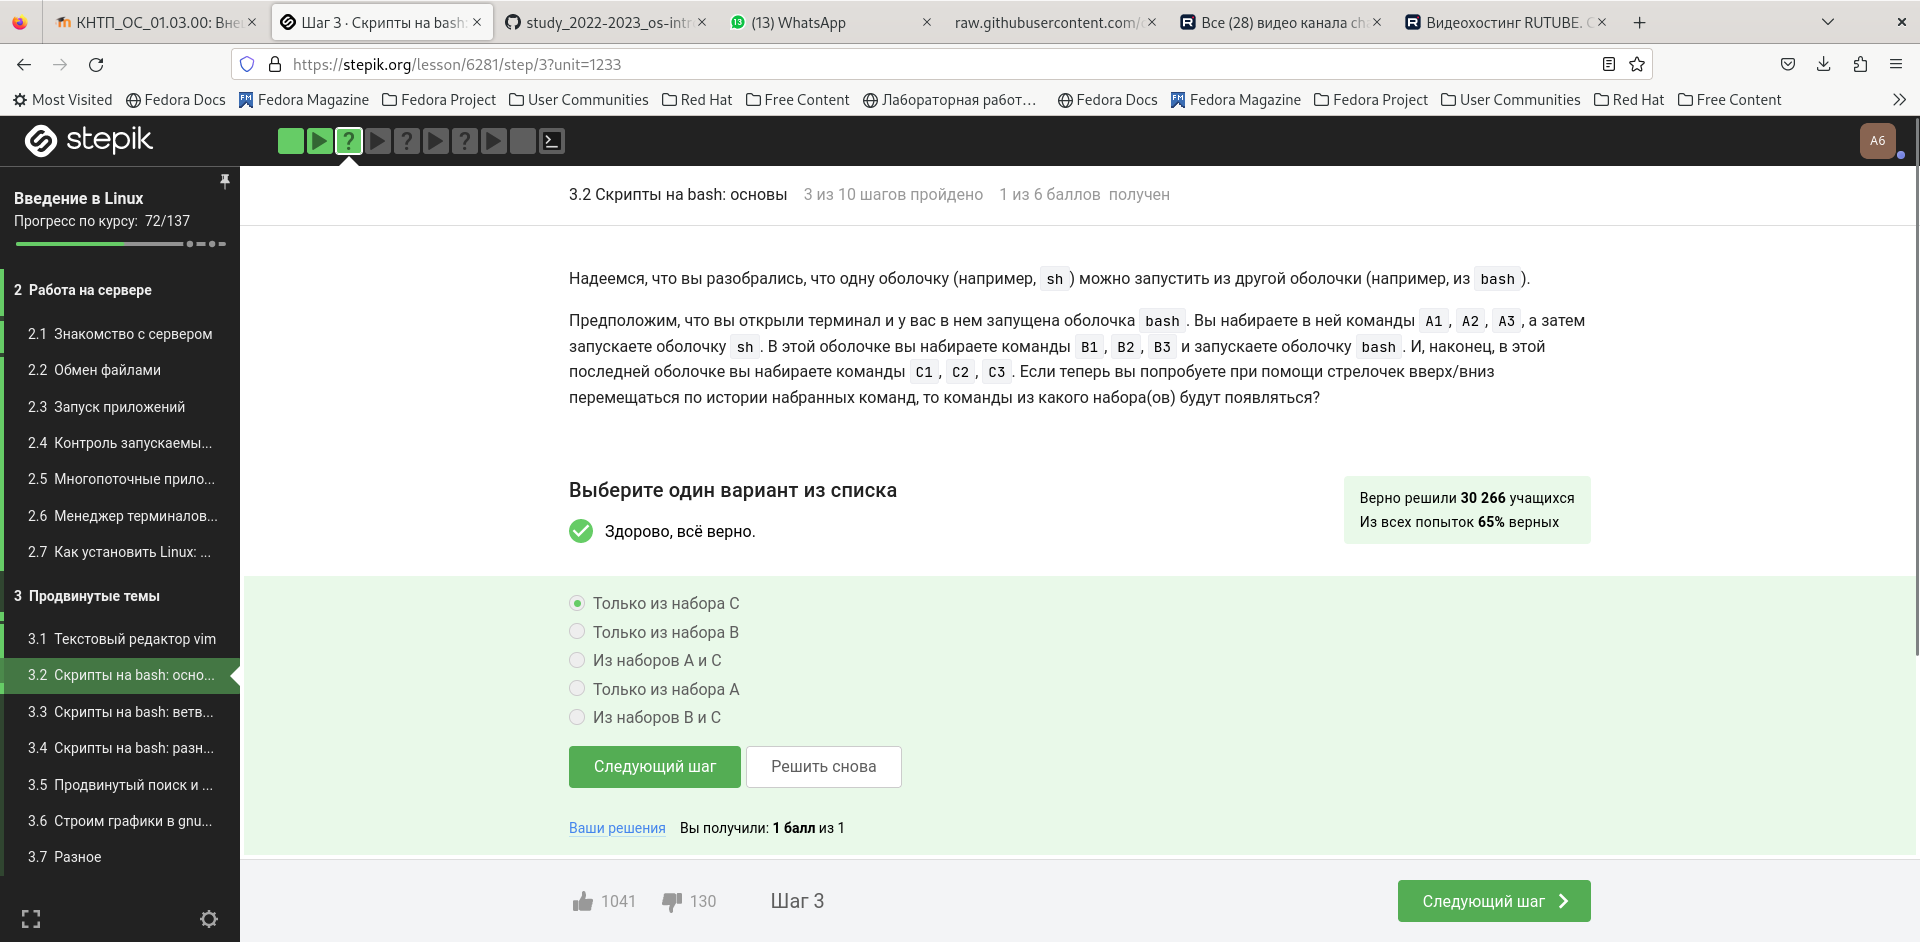 КНТП_ОС_01.03.00: Вне
Шаг 3 · Скрипты на bash:
study_2022-2023_os-intr
(13) WhatsApp
raw.githubusercontent.com/
Все (28) видео канала
Видеохостинг RUTUBE.
https://stepik.org/lesson/6281/step/3?unit=1233
Most Visited
Fedora Docs
Fedora Magazine
Fedora Project
User Communities
Red Hat
Free Content
Лабораторная работ…
Fedora Docs
Fedora Magazine
Fedora Project
User Communities
Red Hat
Free Content
stepik
A6
Введение в Linux
Прогресс по курсу: 72/137
2 Работа на сервере
2.1 Знакомство с сервером
2.2 Обмен файлами
2.3 Запуск приложений
2.4 Контроль запускаемы...
2.5 Многопоточные прило...
2.6 Менеджер терминалов...
2.7 Как установить Linux: ...
3 Продвинутые темы
3.1 Текстовый редактор vim
3.2 Скрипты на bash: осно...
3.3 Скрипты на bash: ветв...
3.4 Скрипты на bash: разн...
3.5 Продвинутый поиск и ...
3.6 Строим графики в gnu...
3.7 Разное
3.2 Скрипты на bash: основы 3 из 10 шагов пройдено 1 из 6 баллов получен
Надеемся, что вы разобрались, что одну оболочку (например, sh ) можно запустить из другой оболочки (например, из bash ).
Предположим, что вы открыли терминал и у вас в нем запущена оболочка bash . Вы набираете в ней команды A1 , A2 , A3 , а затем
запускаете оболочку sh . В этой оболочке вы набираете команды B1 , B2 , B3 и запускаете оболочку bash . И, наконец, в этой
последней оболочке вы набираете команды C1 , C2 , C3 . Если теперь вы попробуете при помощи стрелочек вверх/вниз
перемещаться по истории набранных команд, то команды из какого набора(ов) будут появляться?
Выберите один вариант из списка
Здорово, всё верно.
Верно решили 30 266 учащихся
Из всех попыток 65% верных
Только из набора C
Только из набора B
Из наборов A и C
Только из набора A
Из наборов B и C
Следующий шаг
Решить снова
Ваши решения Вы получили: 1 балл из 1
1041
130
Шаг 3
Следующий шаг